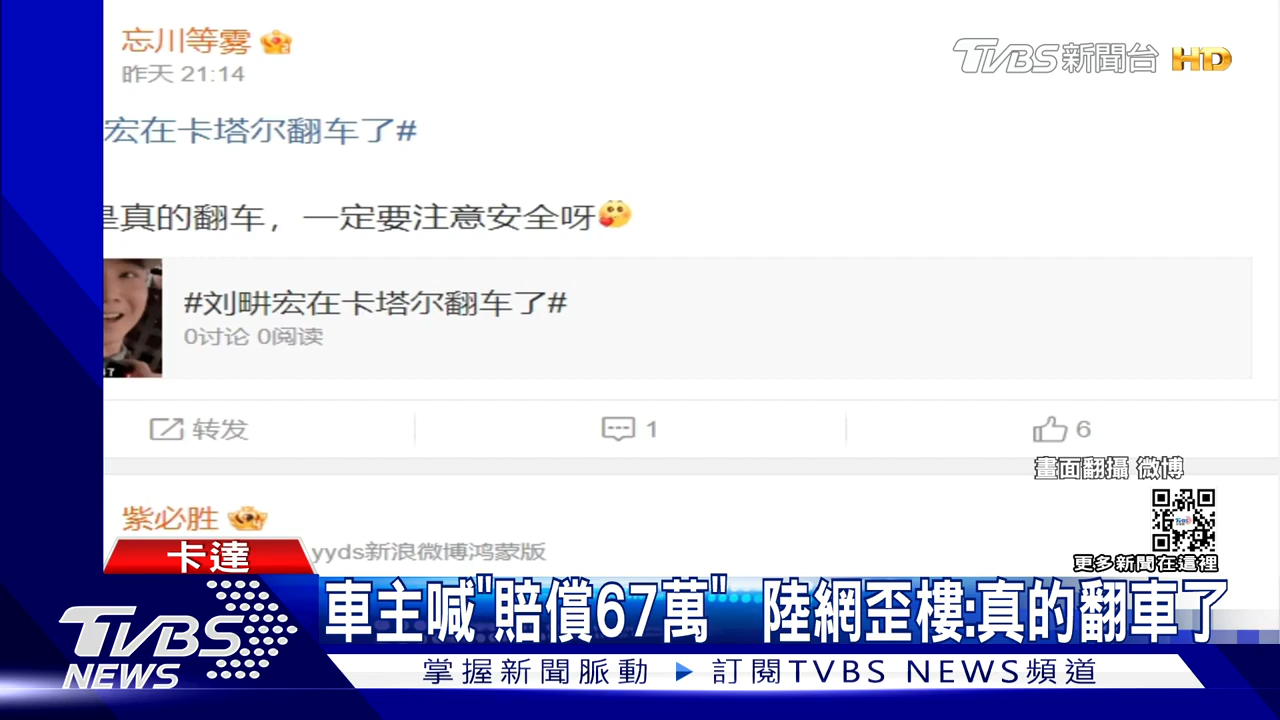 忘川等雾
昨天 21:14
TVBS新聞台 HD
宏在卡塔尔翻车了#
是真的翻车，一定要注意安全呀
#刘畊宏在卡塔尔翻车了#
0讨论 0阅读
转发
1
6
畫面翻攝 微博
紫必胜
yyds新浪微博鸿蒙版
更多新聞在這裡
卡達
車主喊"賠償67萬" 陸網歪樓:真的翻車了
TVBS
NEWS
掌握新聞脈動 訂閱TVBS NEWS頻道